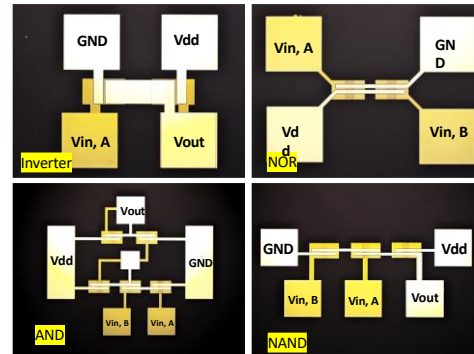 GND
Vdd
Vin, A
Vout
Inverter
Vin, A
GN
D
Vd
d
Vin, B
NOR
Vout
Vdd
GND
Vin, B
Vin, A
AND
GND
Vdd
Vin, B
Vin, A
Vout
NAND